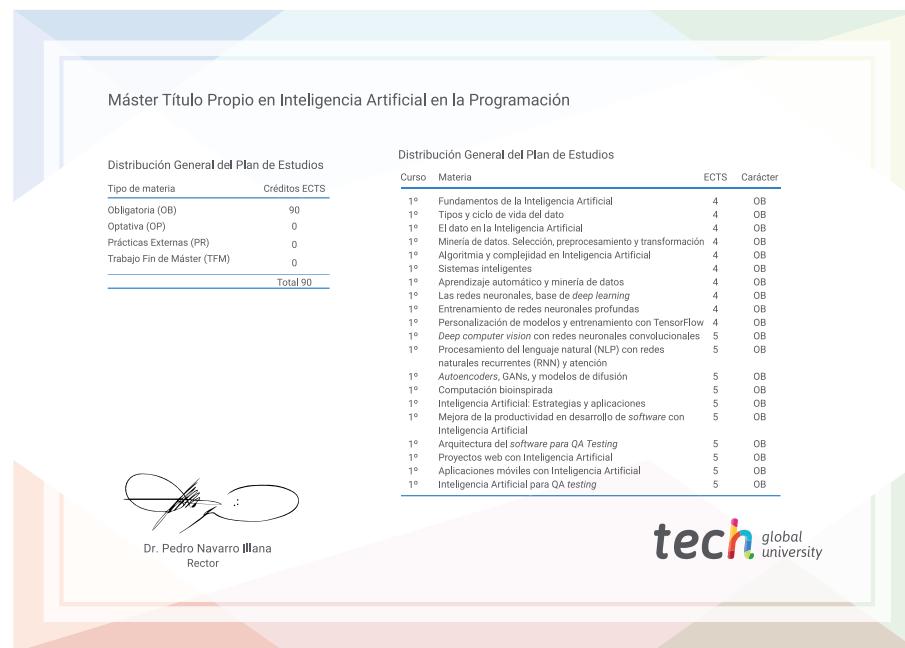 Máster Título Propio en Inteligencia Artificial en la Programación
Distribución General del Plan de Estudios
Tipo de materia Créditos ECTS
Obligatoria (OB) 90
Optativa (OP) 0
Prácticas Externas (PR) 0
Trabajo Fin de Máster (TFM) 0
Total 90
Distribución General del Plan de Estudios
Curso Materia ECTS Carácter
1º Fundamentos de la Inteligencia Artificial 4 OB
1º Tipos y ciclo de vida del dato 4 OB
1º El dato en la Inteligencia Artificial 4 OB
1º Minería de datos. Selección, preprocesamiento y transformación 4 OB
1º Algoritmia y complejidad en Inteligencia Artificial 4 OB
1º Sistemas inteligentes 4 OB
1º Aprendizaje automático y minería de datos 4 OB
1º Las redes neuronales, base de deep learning 4 OB
1º Entrenamiento de redes neuronales profundas 4 OB
1º Personalización de modelos y entrenamiento con TensorFlow 4 OB
1º Deep computer vision con redes neuronales convolucionales 5 OB
1º Procesamiento del lenguaje natural (NLP) con redes 5 OB
naturales recurrentes (RNN) y atención
1º Autoencoders, GANs, y modelos de difusión 5 OB
1º Computación bioinspirada 5 OB
1º Inteligencia Artificial: Estrategias y aplicaciones 5 OB
1º Mejora de la productividad en desarrollo de software con 5 OB
Inteligencia Artificial
1º Arquitectura del software para QA Testing 5 OB
1º Proyectos web con Inteligencia Artificial 5 OB
1º Aplicaciones móviles con Inteligencia Artificial 5 OB
1º Inteligencia Artificial para QA testing 5 OB
Dr. Pedro Navarro Illana
Rector
tech global
university